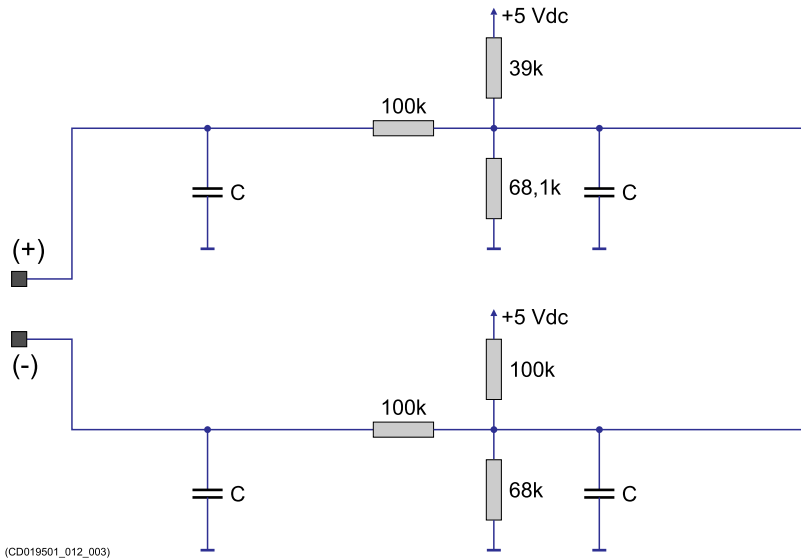 +5 Vdc
39k
100k
68,1k
C
C
(+)
(-)
+5 Vdc
100k
100k
68k
C
C
(CD019501_012_003)